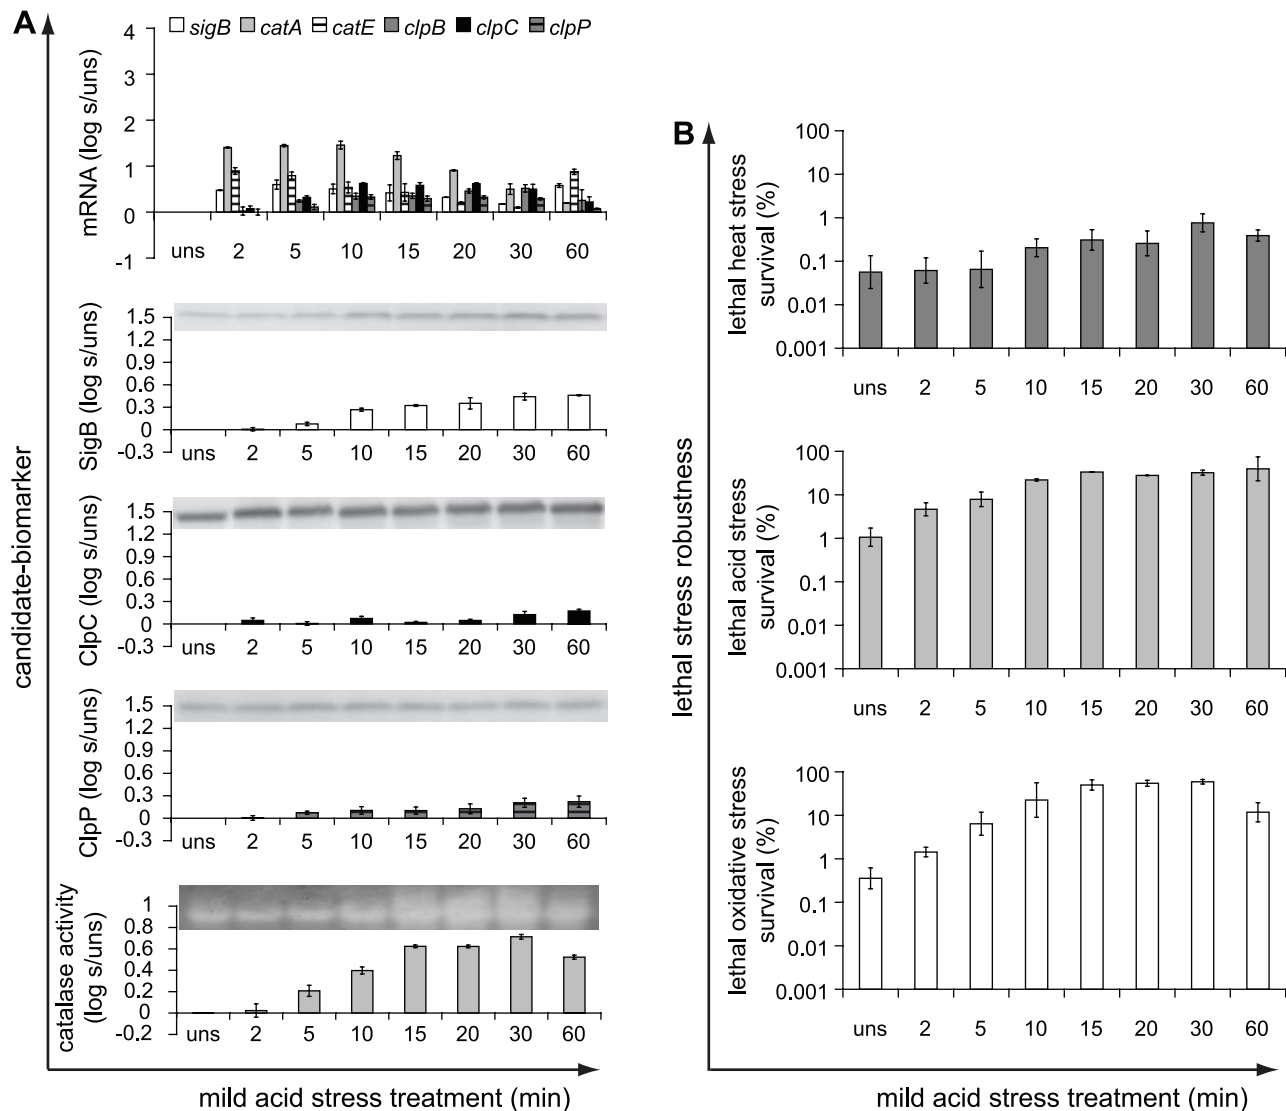 A
sigB catA catE clpB clpC clpP
mRNA (log s/uns)
4
3
2
1
0
-1
uns 2 5 10 15 20 30 60
SigB (log s/uns)
1.5
1.2
0.9
0.6
0.3
0
-0.3
uns 2 5 10 15 20 30 60
ClpC (log s/uns)
1.5
1.2
0.9
0.6
0.3
0
-0.3
uns 2 5 10 15 20 30 60
ClpP (log s/uns)
1.5
1.2
0.9
0.6
0.3
0
-0.3
uns 2 5 10 15 20 30 60
catalase activity
(log s/uns)
1
0.8
0.6
0.4
0.2
0
-0.2
uns 2 5 10 15 20 30 60
candidate-biomarker
mild acid stress treatment (min)
B
lethal heat stress
survival (%)
100
10
1
0.1
0.01
0.001
uns 2 5 10 15 20 30 60
lethal acid stress
survival (%)
100
10
1
0.1
0.01
0.001
uns 2 5 10 15 20 30 60
lethal oxidative stress
survival (%)
100
10
1
0.1
0.01
0.001
uns 2 5 10 15 20 30 60
lethal stress robustness
mild acid stress treatment (min)